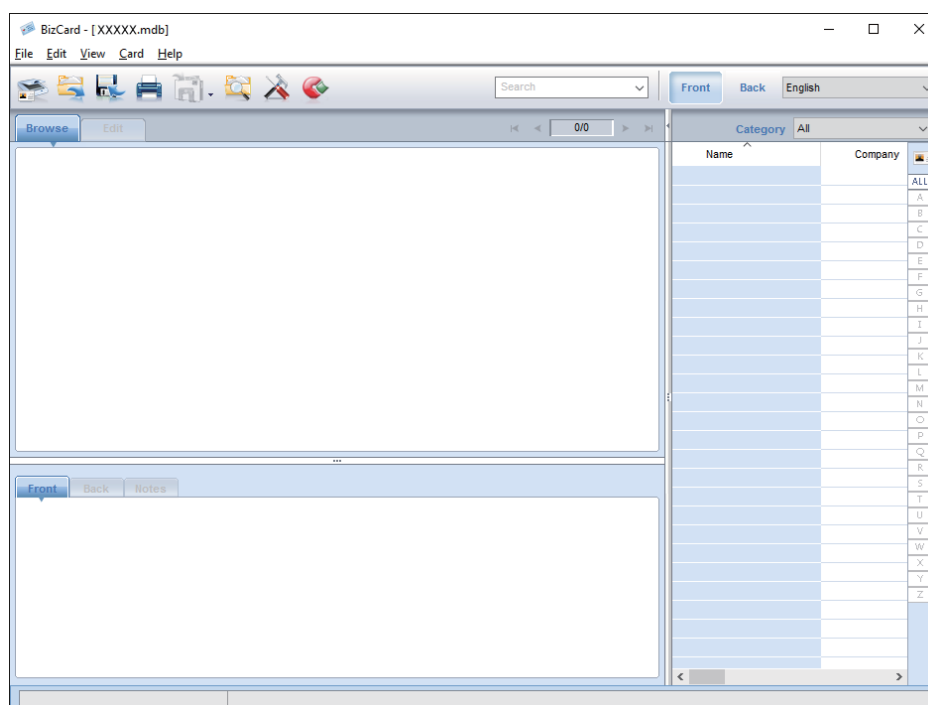 BizCard - [XXXXX.mdb]
File Edit View Card Help
Search
Front Back English
Browse Edit 0/0 Category All
Name Company
ALL
A
B
C
D
E
F
G
H
I
J
K
L
M
N
O
P
Q
R
S
T
U
V
W
X
Y
Z
Front Back Notes